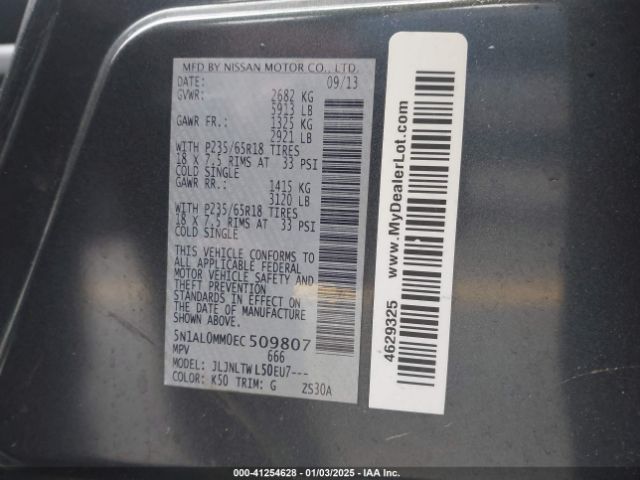 MFD BY NISSAN MOTOR CO., LTD.
DATE: 09/13
GVWR: 2682 KG
5913 LB
GAWR FR.: 1325 KG
2921 LB
WITH P235/65R18 TIRES
18 X 7.5 RIMS AT 33 PSI
COLD SINGLE
GAWR RR.: 1415 KG
3120 LB
WITH P235/65R18 TIRES
18 X 7.5 RIMS AT 33 PSI
COLD SINGLE
THIS VEHICLE CONFORMS TO
ALL APPLICABLE FEDERAL
MOTOR VEHICLE SAFETY AND
THEFT PREVENTION
STANDARDS IN EFFECT ON
THE DATE OF MANUFACTURE
SHOWN ABOVE.
5N1AL0MM0EC509807
MPV 666
MODEL: JLJNLTWL50EU7---
COLOR: K50 TRIM: G 2S30A
www.MyDealerLot.com
4629325
000-41254628 - 01/03/2025 - IAA Inc.